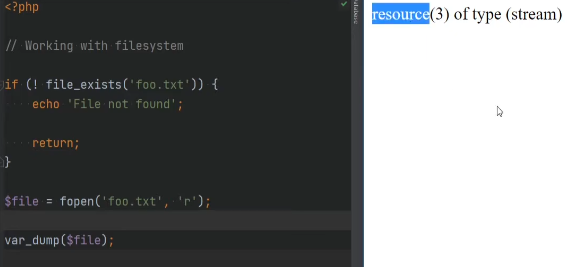 <?php
// Working with filesystem
if (! file_exists('foo.txt')) {
echo 'File not found';
return;
}
$file = fopen('foo.txt', 'r');
var_dump($file);
resource(3) of type (stream)